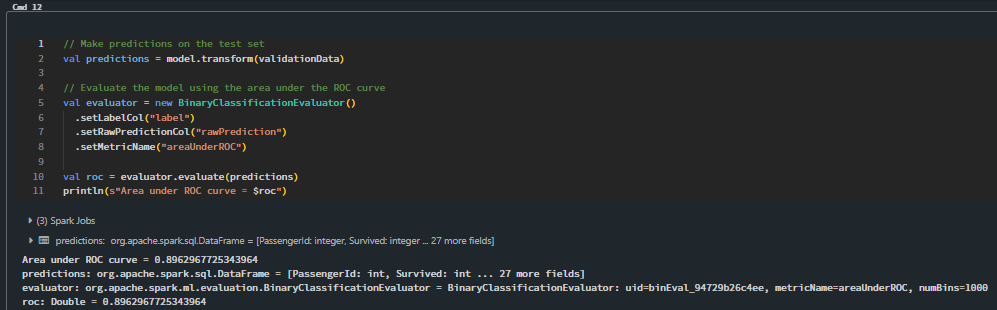 Cmd 12
1 // Make predictions on the test set
2 val predictions = model.transform(validationData)
3
4 // Evaluate the model using the area under the ROC curve
5 val evaluator = new BinaryClassificationEvaluator()
6 .setLabelCol("label")
7 .setRawPredictionCol("rawPrediction")
8 .setMetricName("areaUnderROC")
9
10 val roc = evaluator.evaluate(predictions)
11 println(s"Area under ROC curve = $roc")
(3) Spark Jobs
predictions: org.apache.spark.sql.DataFrame = [PassengerId: integer, Survived: integer ... 27 more fields]
Area under ROC curve = 0.8962967725343964
predictions: org.apache.spark.sql.DataFrame = [PassengerId: int, Survived: int ... 27 more fields]
evaluator: org.apache.spark.ml.evaluation.BinaryClassificationEvaluator = BinaryClassificationEvaluator: uid=binEval_94729b26c4ee, metricName=areaUnderROC, numBins=1000
roc: Double = 0.8962967725343964